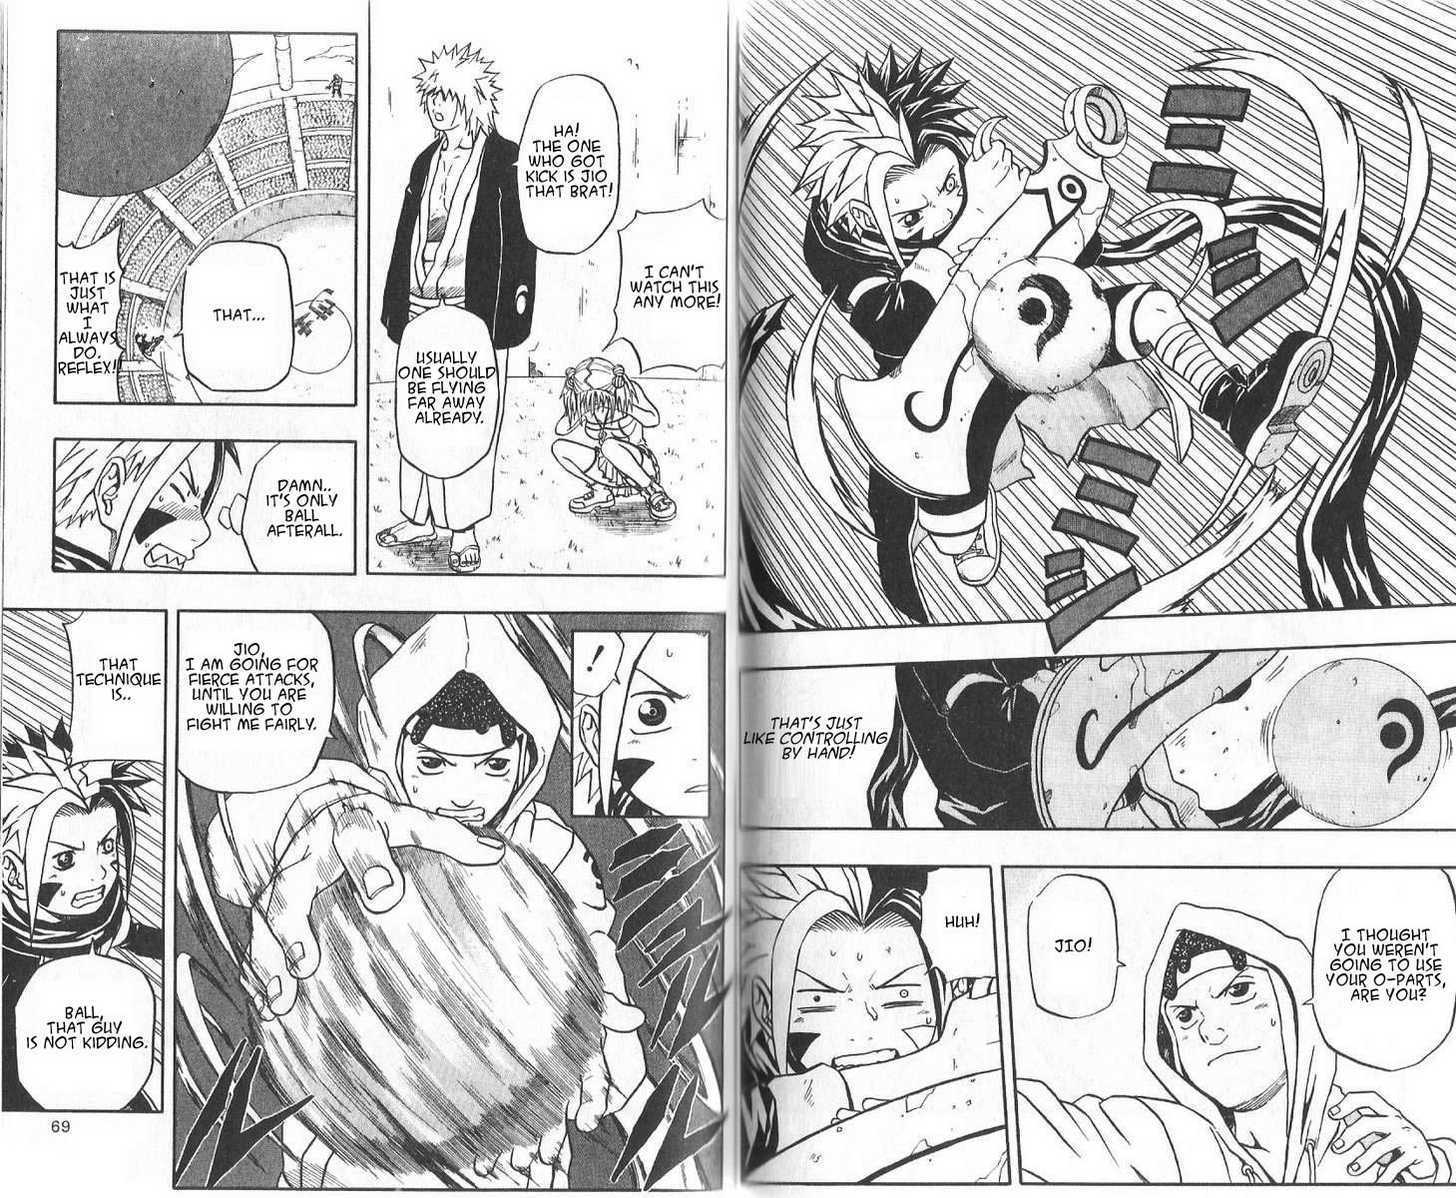 THAT'S JUST
LIKE CONTROLLING
BY HAND!
I THOUGHT
YOU WEREN'T
GOING TO USE
YOUR O-PARTS,
ARE YOU?
JIO!
HUH!
I CAN'T
WATCH THIS
ANY MORE!
HA!
THE ONE
WHO GOT
KICK IS JIO
THAT BRAT!
USUALLY
ONE SHOULD
BE FLYING
FAR AWAY
ALREADY.
THAT...
THAT IS
JUST
WHAT
I
ALWAYS
DO.
REFLEX!!
DAMN..
IT'S ONLY
BALL
AFTERALL.
!
JIO,
I AM GOING FOR
FIERCE ATTACKS,
UNTIL YOU ARE
WILLING TO
FIGHT ME FAIRLY.
THAT
TECHNIQUE
IS..
BALL,
THAT GUY
IS NOT KIDDING.
69